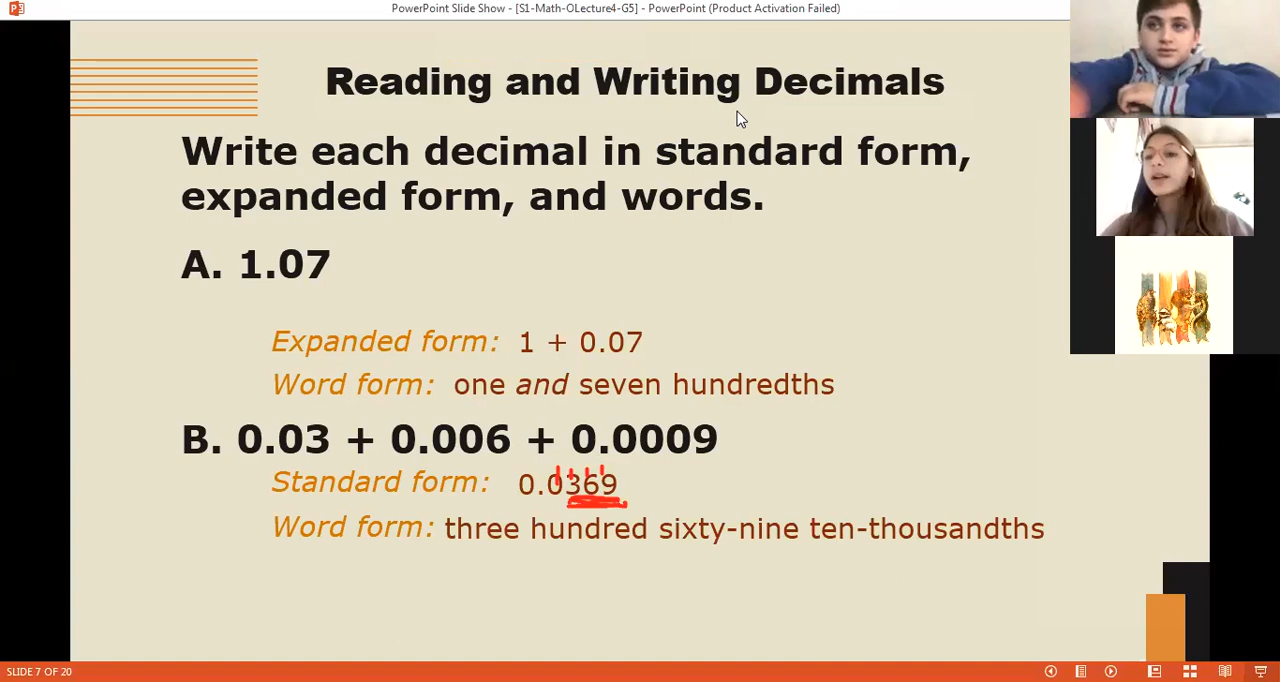 PowerPoint Slide Show - [S1-Math-OLecture4-G5] - PowerPoint (Product Activation Failed)
Reading and Writing Decimals
Write each decimal in standard form,
expanded form, and words.
A. 1.07
Expanded form: 1 + 0.07
Word form: one and seven hundredths
B. 0.03 + 0.006 + 0.0009
Standard form: 0.0369
Word form: three hundred sixty-nine ten-thousandths
SLIDE 7 OF 20